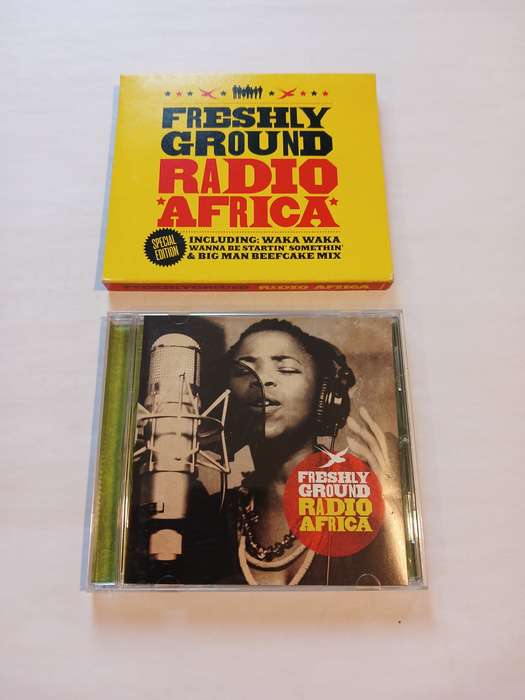 FRESHLY
GROUND
RADIO
AFRICA
SPECIAL
EDITION
INCLUDING: WAKA WAKA
WANNA BE STARTIN' SOMETHIN'
& BIG MAN BEEFCAKE MIX
FRESHLYGROUND RADIO AFRICA
FRESHLY
GROUND
RADIO
AFRICA